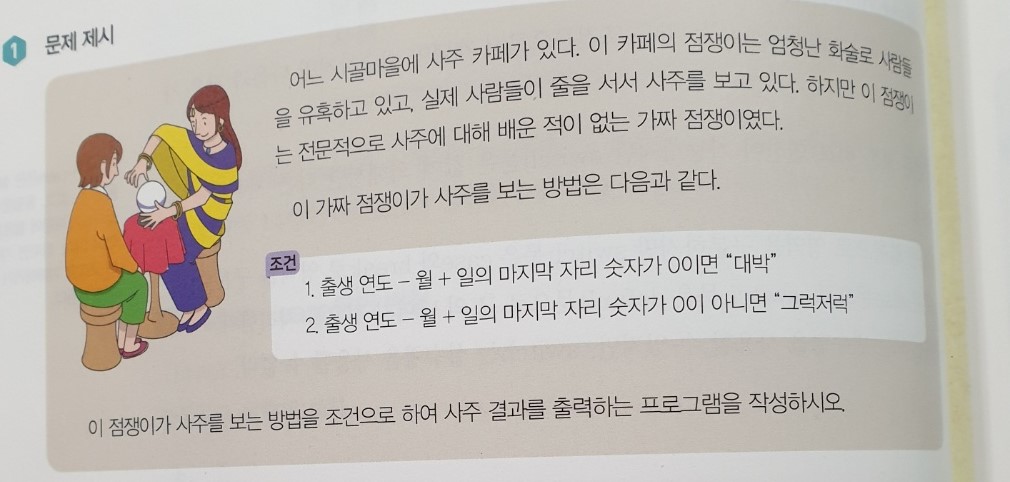 1 문제 제시
어느 시골마을에 사주 카페가 있다. 이 카페의 점쟁이는 엄청난 화술로 사람들
을 유혹하고 있고, 실제 사람들이 줄을 서서 사주를 보고 있다. 하지만 이 점쟁이
는 전문적으로 사주에 대해 배운 적이 없는 가짜 점쟁이였다.
이 가짜 점쟁이가 사주를 보는 방법은 다음과 같다.
조건
1. 출생 연도 – 월 + 일의 마지막 자리 숫자가 0이면 “대박”
2. 출생 연도 – 월 + 일의 마지막 자리 숫자가 0이 아니면 “그럭저럭”
이 점쟁이가 사주를 보는 방법을 조건으로 하여 사주 결과를 출력하는 프로그램을 작성하시오.